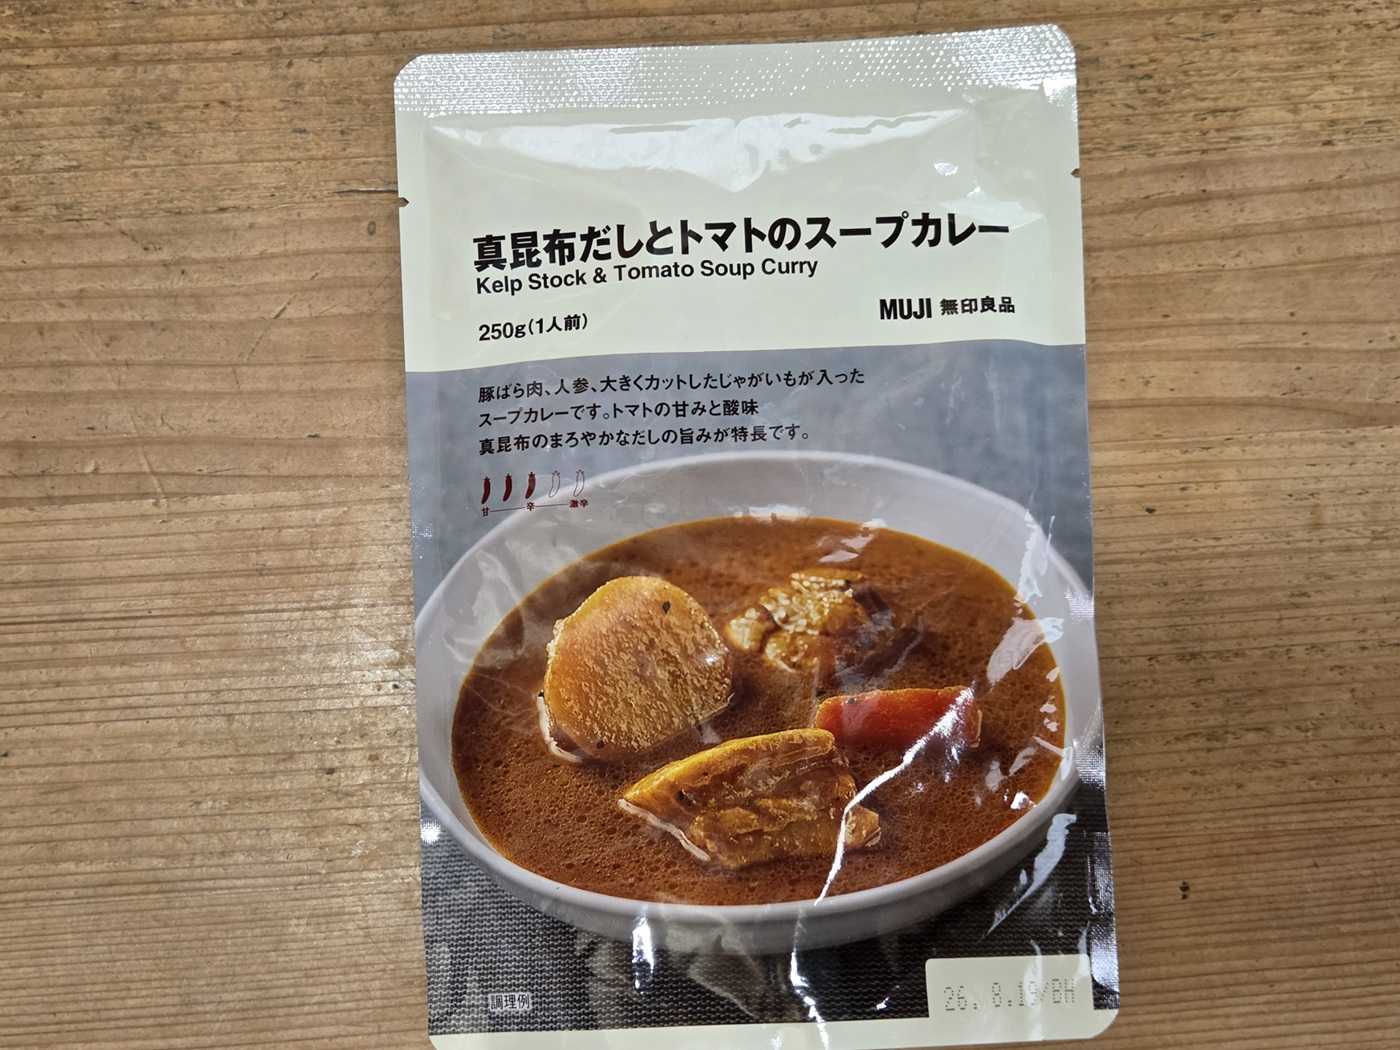 真昆布だしとトマトのスープカレー
Kelp Stock & Tomato Soup Curry
250g(1人前)
MUJI 無印良品
豚ばら肉、人参、大きくカットしたじゃがいもが入った
スープカレーです。トマトの甘みと酸味
真昆布のまろやかなだしの旨みが特長です。
甘 辛 激辛
調理例
26. 8.19/BH